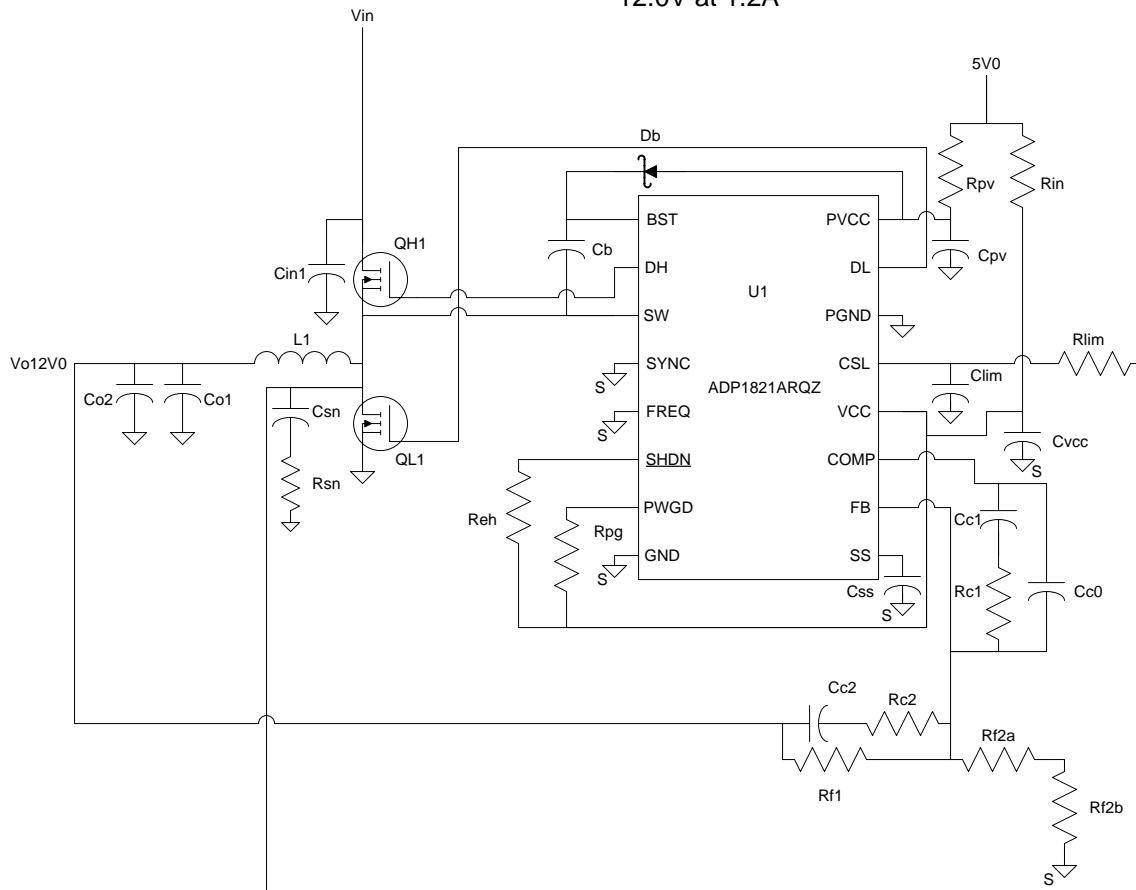 12.0V at 1.2A
Vin
5V0
Db
Rpv
Rin
BST
PVCC
QH1
Cb
Cpv
Cin1
DH
DL
U1
SW
PGND
L1
Rlim
Vo12V0
SYNC
CSL
S
ADP1821ARQZ
Clim
Co2
Co1
Csn
FREQ
VCC
S
Cvcc
QL1
SHDN
COMP
S
Rsn
Reh
PWGD
FB
Cc1
Rpg
GND
SS
S
Css
Rc1
Cc0
S
Cc2
Rc2
Rf2a
Rf1
Rf2b
S